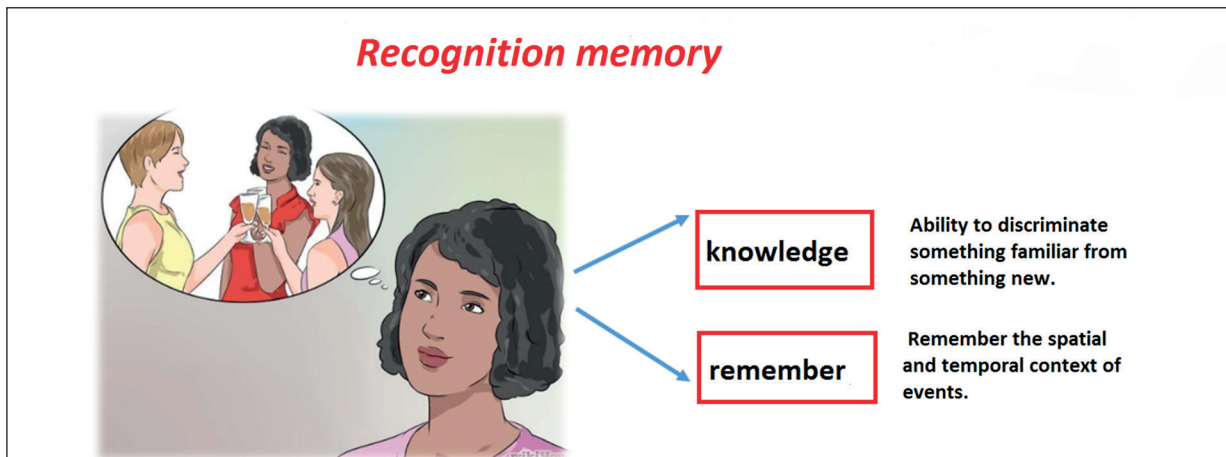 Recognition memory
knowledge
Ability to discriminate
something familiar from
something new.
remember
Remember the spatial
and temporal context of
events.